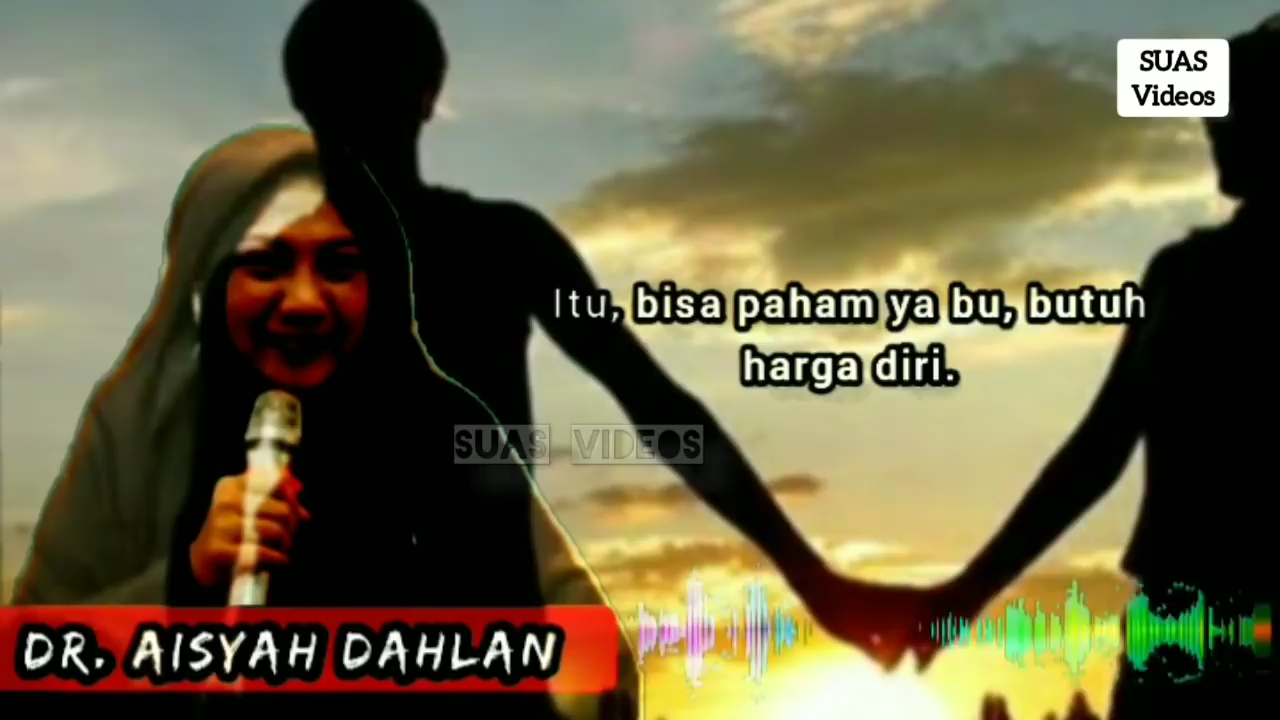 SUAS
Videos
Itu, bisa paham ya bu, butuh
harga diri.
SUAS VIDEOS
DR. AISYAH DAHLAN